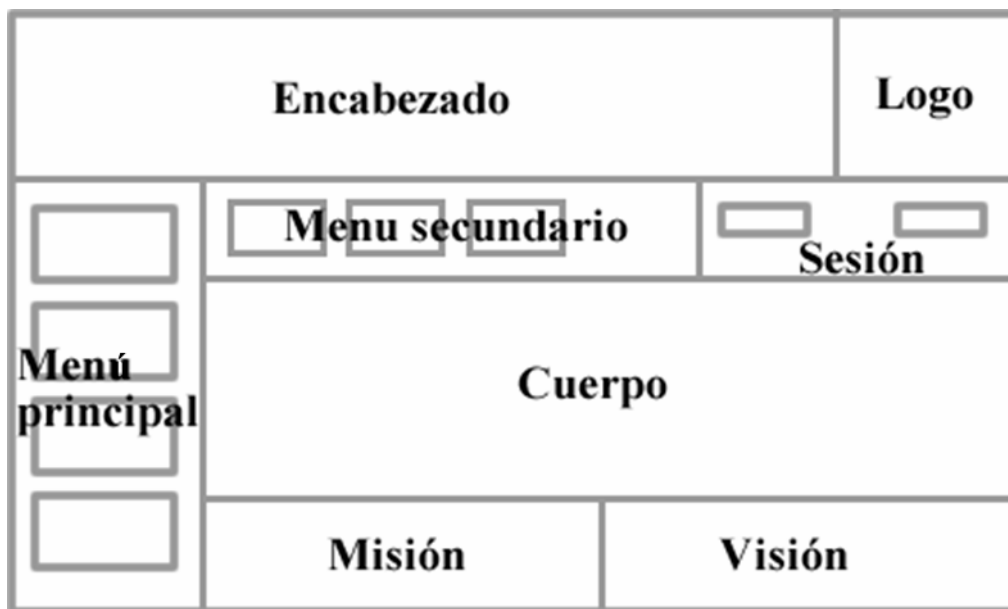 Encabezado
Logo
Menu secundario
Sesión
Menú
principal
Cuerpo
Misión
Visión